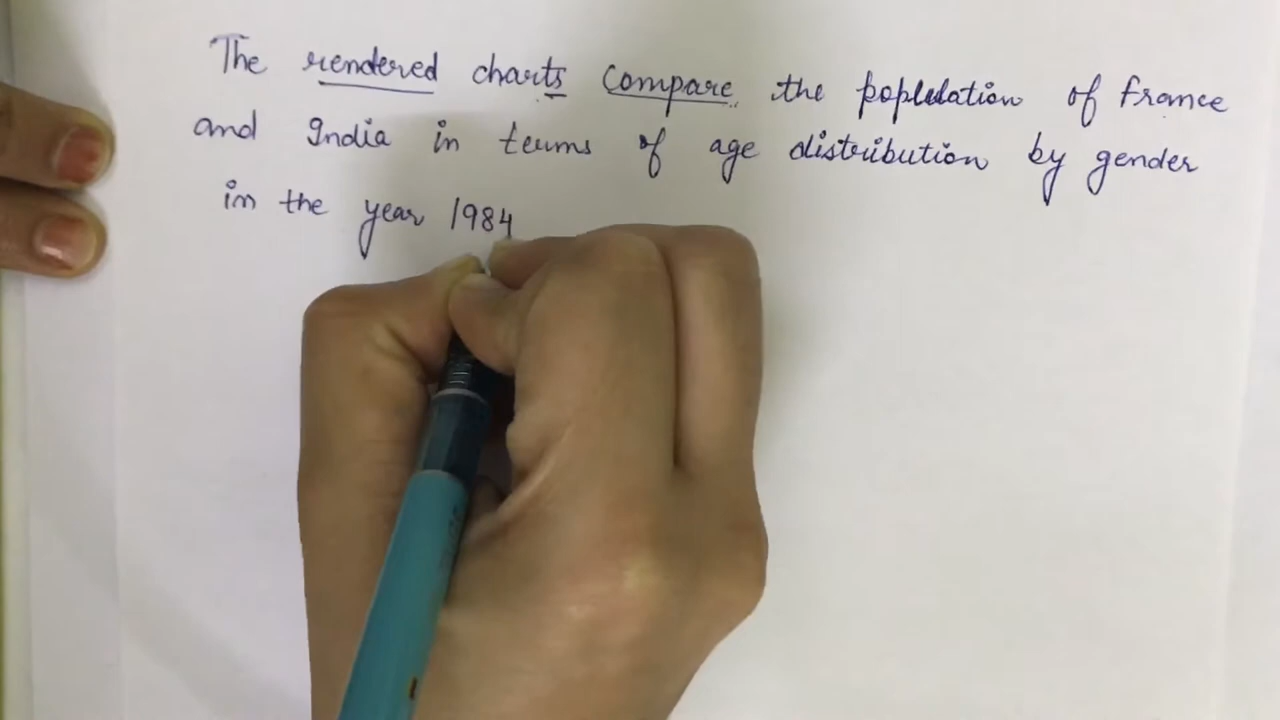 The rendered charts compare the population of france
and India in terms of age distribution by gender
in the year 1984